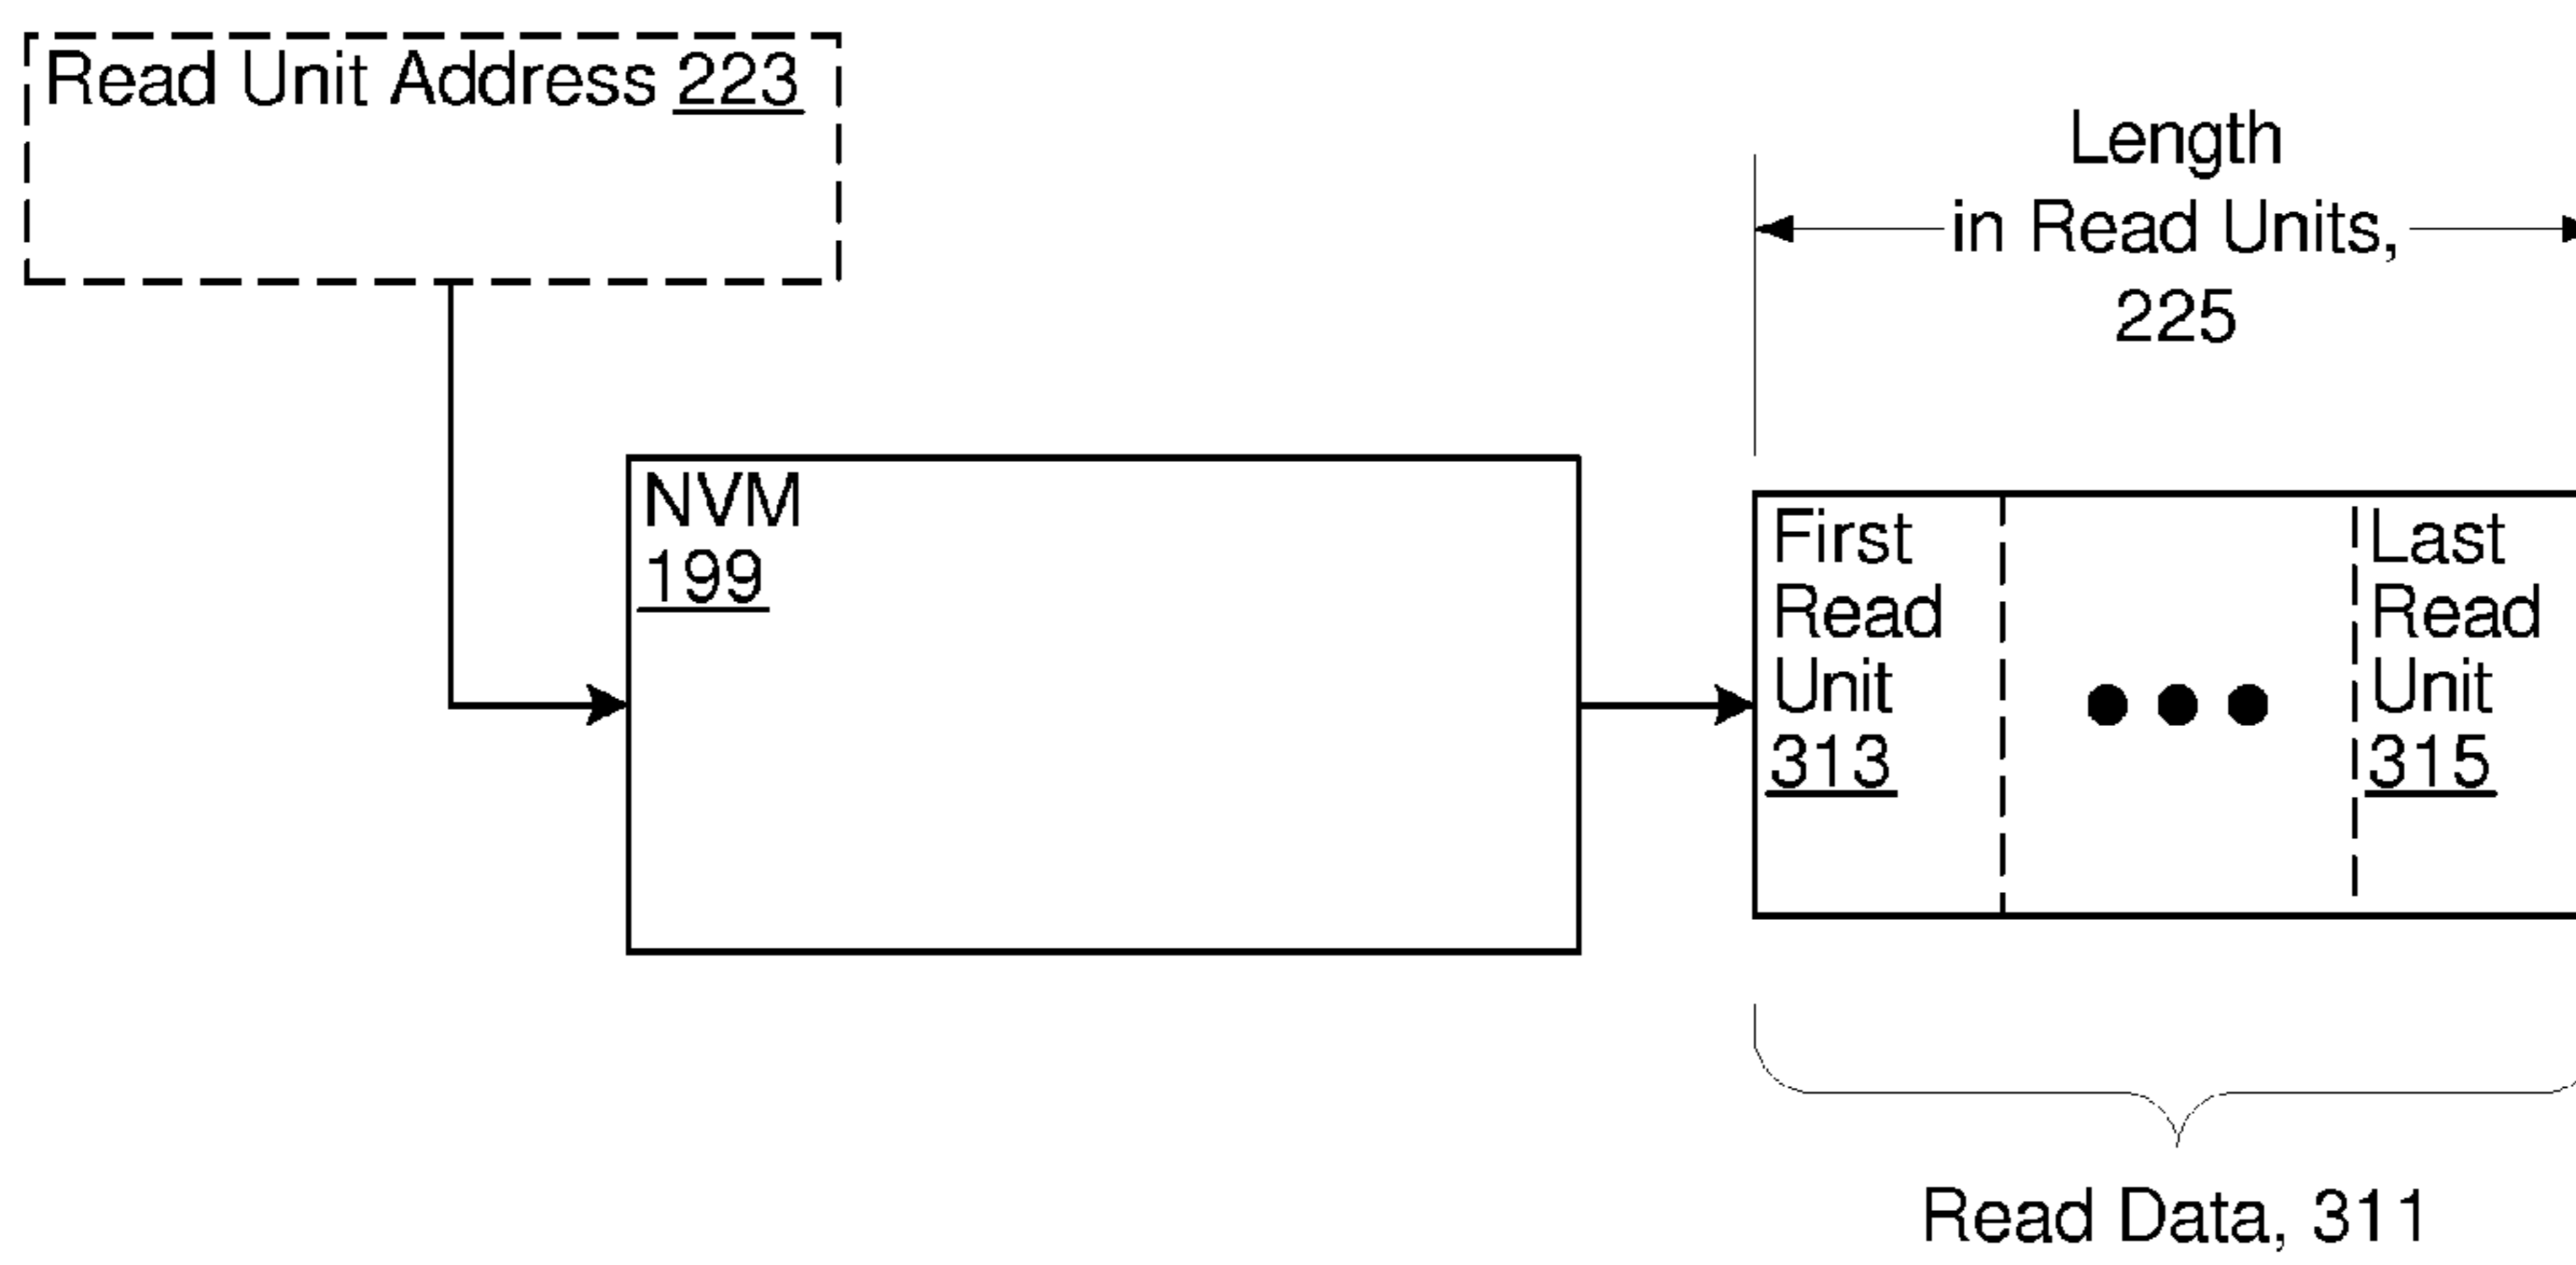 Read Unit Address 223
Length
in Read Units,
225
NVM
199
First
Read
Unit
313
Last
Read
Unit
315
Read Data, 311